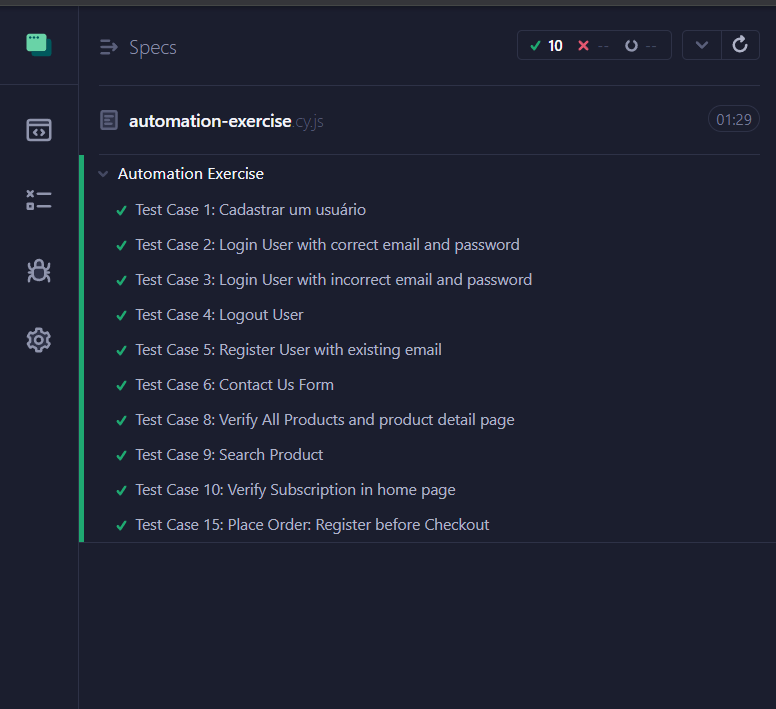 Specs
10 -- --
automation-exercise.cy.js
01:29
Automation Exercise
Test Case 1: Cadastrar um usuário
Test Case 2: Login User with correct email and password
Test Case 3: Login User with incorrect email and password
Test Case 4: Logout User
Test Case 5: Register User with existing email
Test Case 6: Contact Us Form
Test Case 8: Verify All Products and product detail page
Test Case 9: Search Product
Test Case 10: Verify Subscription in home page
Test Case 15: Place Order: Register before Checkout